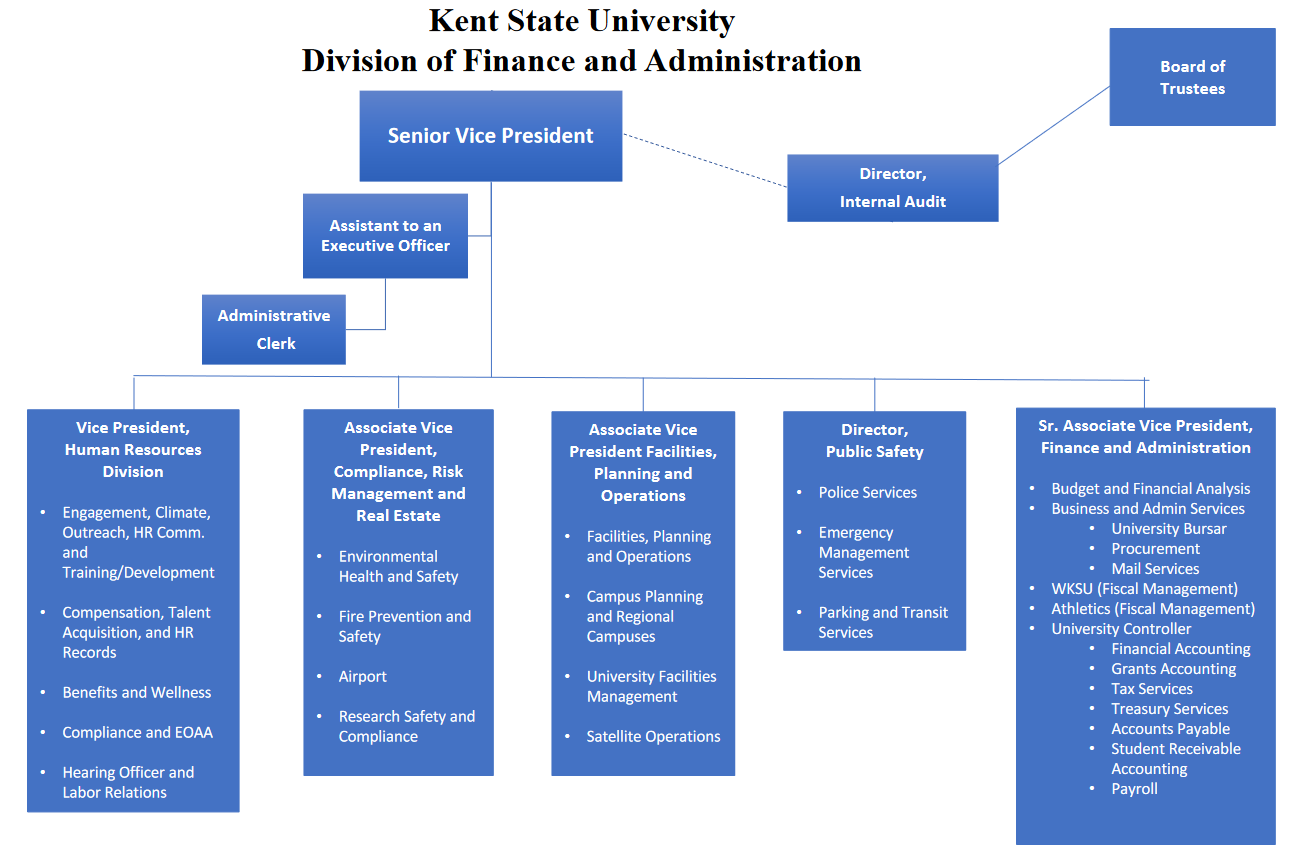 Kent State University
Division of Finance and Administration
Board of
Trustees
Senior Vice President
Director,
Internal Audit
Assistant to an
Executive Officer
Administrative
Clerk
Vice President,
Human Resources
Division
• Engagement, Climate,
Outreach, HR Comm.
and
Training/Development
• Compensation, Talent
Acquisition, and HR
Records
• Benefits and Wellness
• Compliance and EOAA
• Hearing Officer and
Labor Relations
Associate Vice
President,
Compliance, Risk
Management and
Real Estate
• Environmental
Health and Safety
• Fire Prevention and
Safety
• Airport
• Research Safety and
Compliance
Associate Vice
President Facilities,
Planning and
Operations
• Facilities, Planning
and Operations
• Campus Planning
and Regional
Campuses
• University Facilities
Management
• Satellite Operations
Director,
Public Safety
• Police Services
• Emergency
Management
Services
• Parking and Transit
Services
Sr. Associate Vice President,
Finance and Administration
• Budget and Financial Analysis
• Business and Admin Services
• University Bursar
• Procurement
• Mail Services
• WKSU (Fiscal Management)
• Athletics (Fiscal Management)
• University Controller
• Financial Accounting
• Grants Accounting
• Tax Services
• Treasury Services
• Accounts Payable
• Student Receivable
Accounting
• Payroll